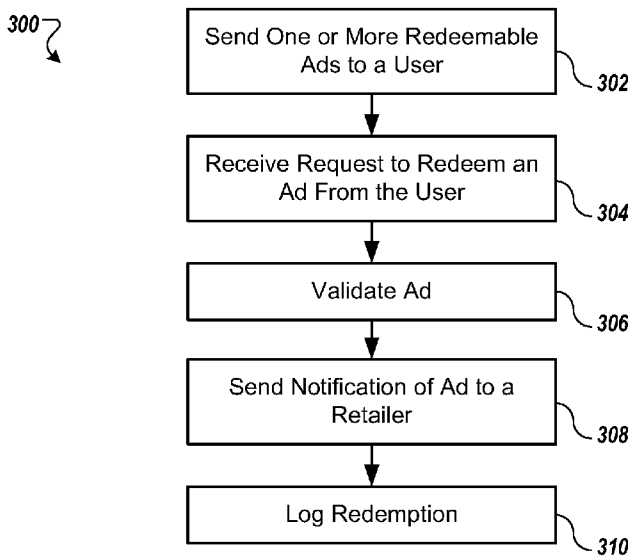 300
Send One or More Redeemable
Ads to a User
302
Receive Request to Redeem an
Ad From the User
304
Validate Ad
306
Send Notification of Ad to a
Retailer
308
Log Redemption
310